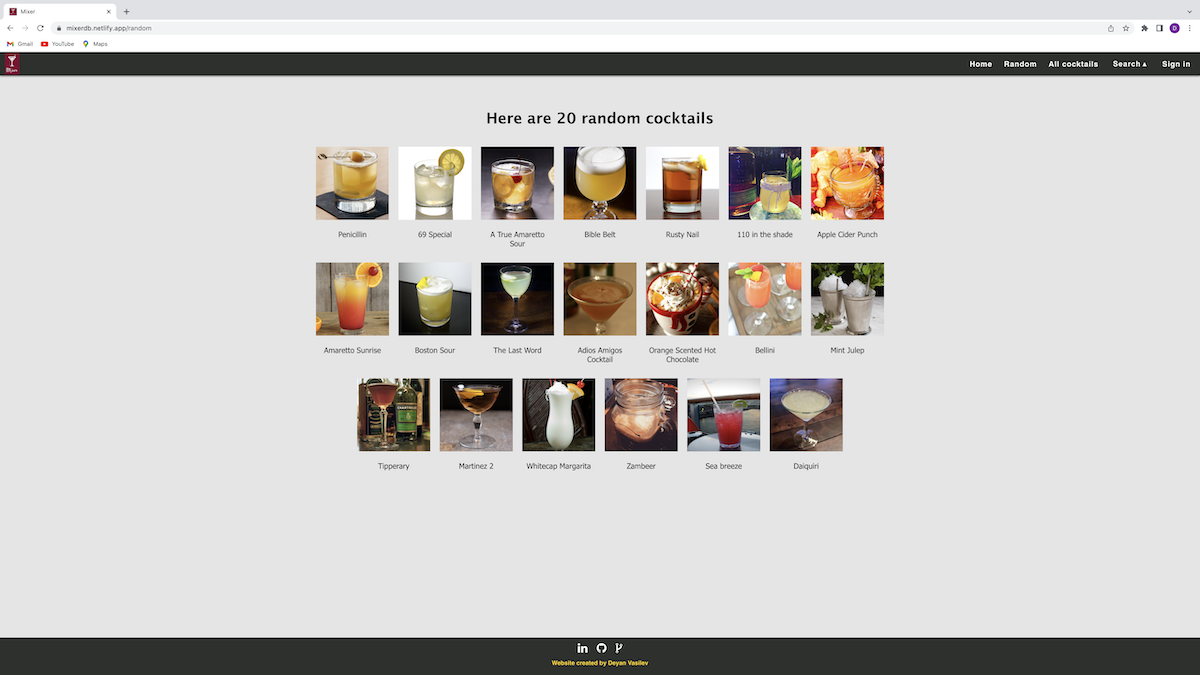 Mixer
mixerdb.netlify.app/random
Gmail
YouTube
Maps
Home
Random
All cocktails
Search▲
Sign in
Here are 20 random cocktails
Penicillin
69 Special
A True Amaretto
Sour
Bible Belt
Rusty Nail
110 in the shade
Apple Cider Punch
Amaretto Sunrise
Boston Sour
The Last Word
Adios Amigos
Cocktail
Orange Scented Hot
Chocolate
Bellini
Mint Julep
Tipperary
Martinez 2
Whitecap Margarita
Zambeer
Sea breeze
Daiquiri
in
Website created by Deyan Vasilev